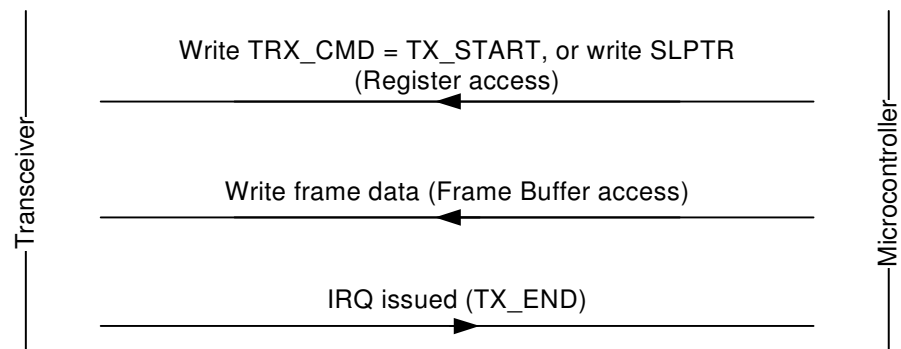 Write TRX_CMD = TX_START, or write SLPTR
(Register access)
Transceiver
Write frame data (Frame Buffer access)
Microcontroller
IRQ issued (TX_END)